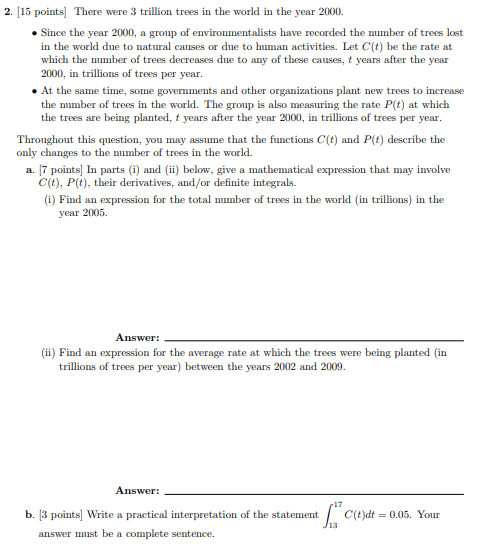 2. [15 points] There were 3 trillion trees in the world in the year 2000.
• Since the year 2000, a group of environmentalists have recorded the number of trees lost
in the world due to natural causes or due to human activities. Let C(t) be the rate at
which the number of trees decreases due to any of these causes, t years after the year
2000, in trillions of trees per year.
• At the same time, some governments and other organizations plant new trees to increase
the number of trees in the world. The group is also measuring the rate P(t) at which
the trees are being planted, t years after the year 2000, in trillions of trees per year.
Throughout this question, you may assume that the functions C(t) and P(t) describe the
only changes to the number of trees in the world.
a. [7 points] In parts (i) and (ii) below, give a mathematical expression that may involve
C(t), P(t), their derivatives, and/or definite integrals.
(i) Find an expression for the total number of trees in the world (in trillions) in the
year 2005.
Answer:
(ii) Find an expression for the average rate at which the trees were being planted (in
trillions of trees per year) between the years 2002 and 2009.
Answer:
b. [3 points] Write a practical interpretation of the statement ∫₁₃¹⁷ C(t)dt = 0.05. Your
answer must be a complete sentence.